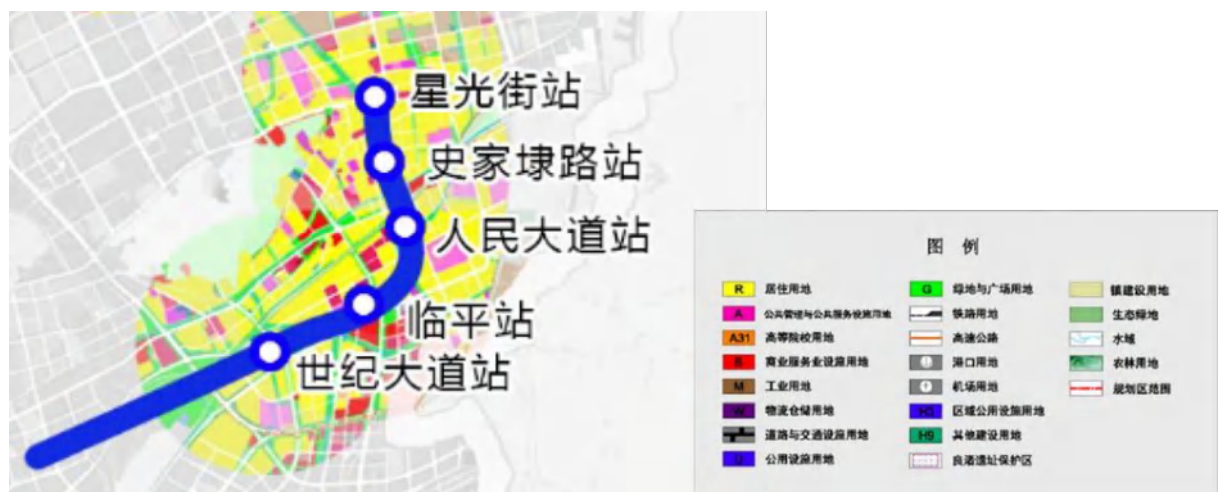 星光街站
史家埭路站
人民大道站
临平站
世纪大道站
图 例
R 居住用地
A 公共管理与公共服务设施用地
A31 高等院校用地
B 商业服务业设施用地
M 工业用地
W 物流仓储用地
道路与交通设施用地
U 公用设施用地
G 绿地与广场用地
铁路用地
高速公路
港口用地
机场用地
H3 区域公用设施用地
H9 其他建设用地
良渚遗址保护区
镇建设用地
生态绿地
水域
农林用地
规划区范围